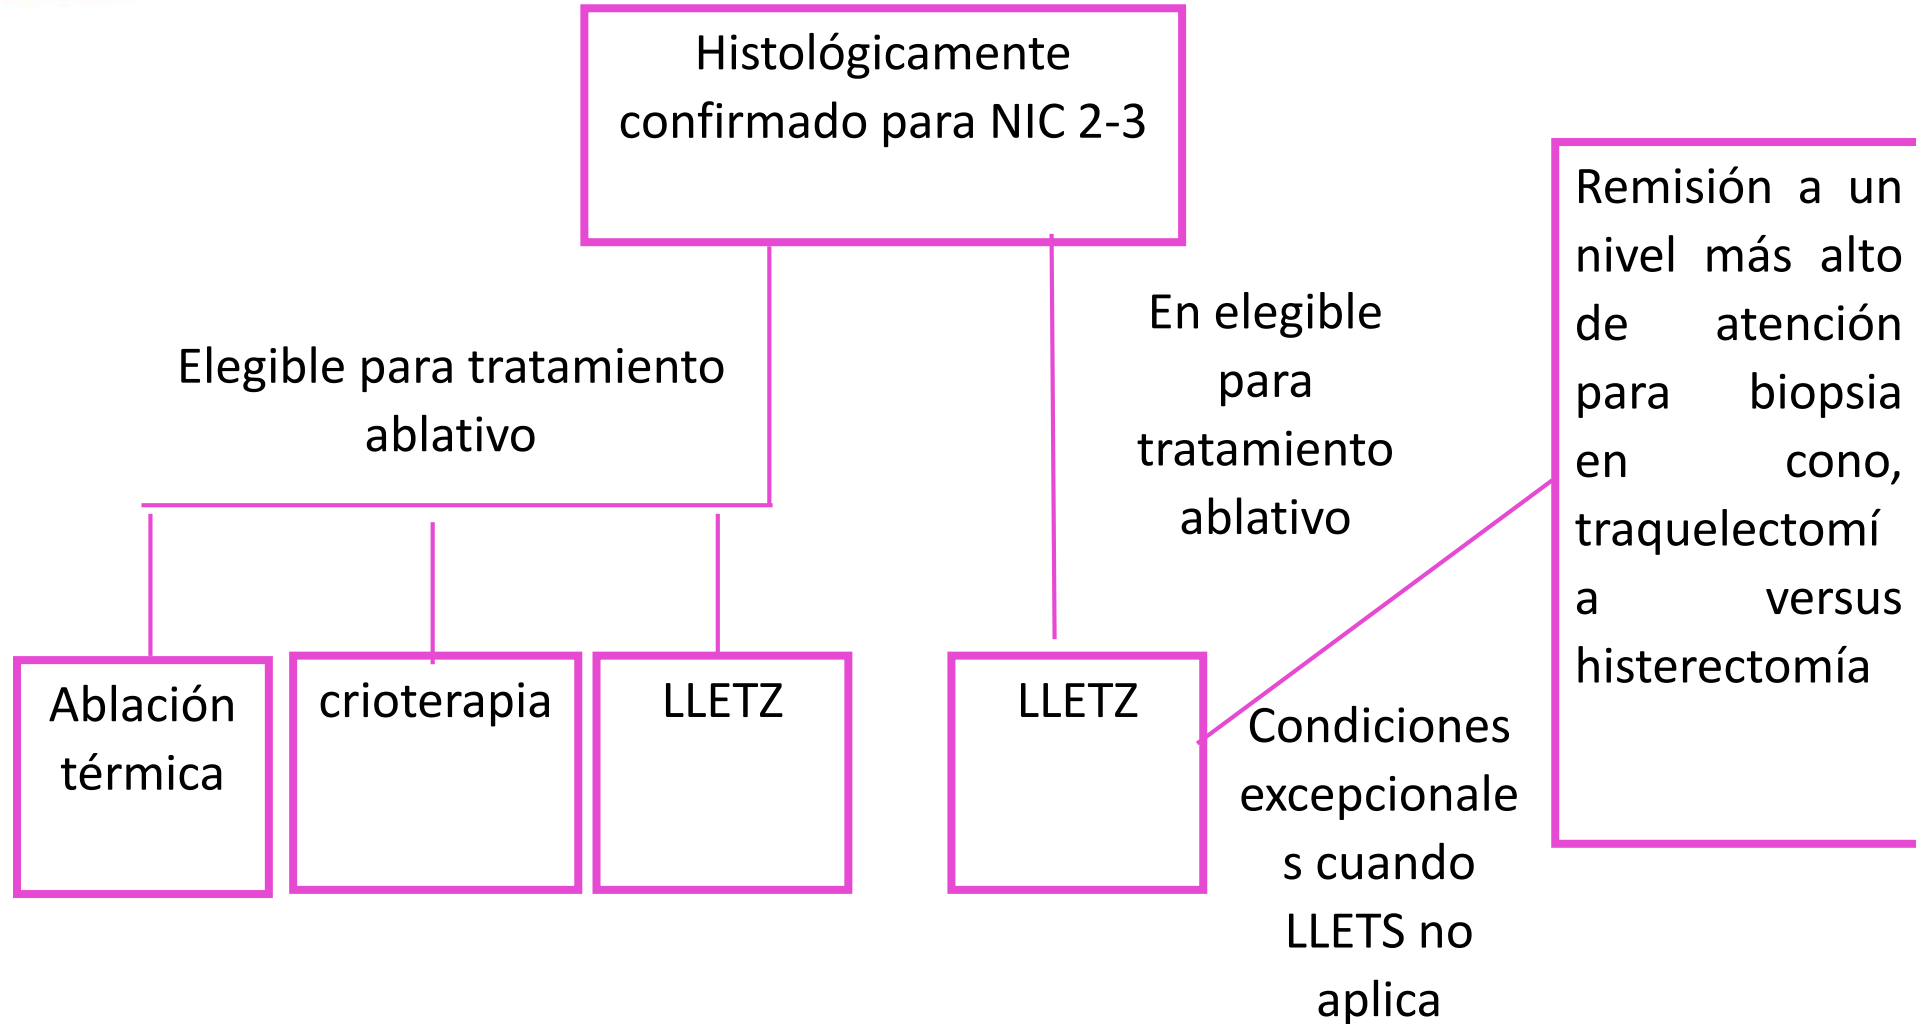 Histológicamente
confirmado para NIC 2-3
Elegible para tratamiento
ablativo
En elegible
para
tratamiento
ablativo
Remisión a un
nivel más alto
de atención
para biopsia
en cono,
traquelectomí
a versus
histerectomía
Ablación
térmica
crioterapia
LLETZ
LLETZ
Condiciones
excepcionale
s cuando
LLETS no
aplica